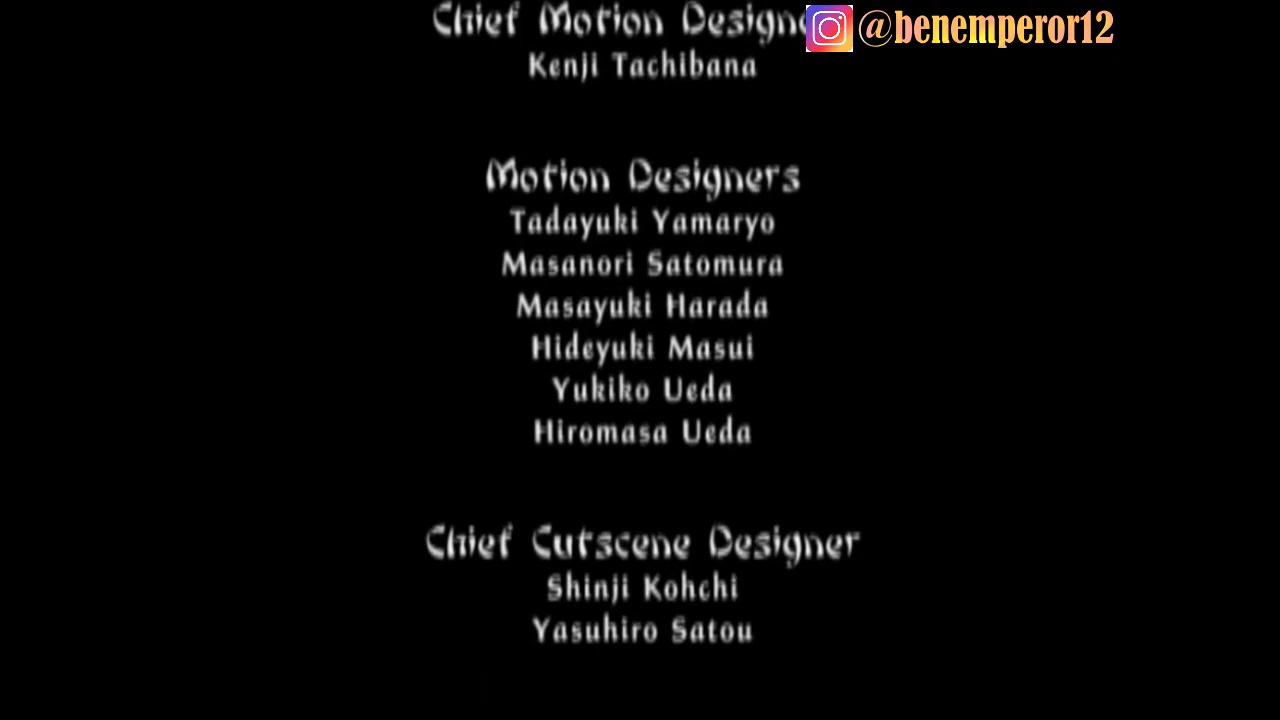 Chief Motion Designe
@benemperor12
Kenji Tachibana
Motion Designers
Tadayuki Yamaryo
Masanori Satomura
Masayuki Harada
Hideyuki Masui
Yukiko Ueda
Hiromasa Ueda
Chief Cutscene Designer
Shinji Kohchi
Yasuhiro Satou